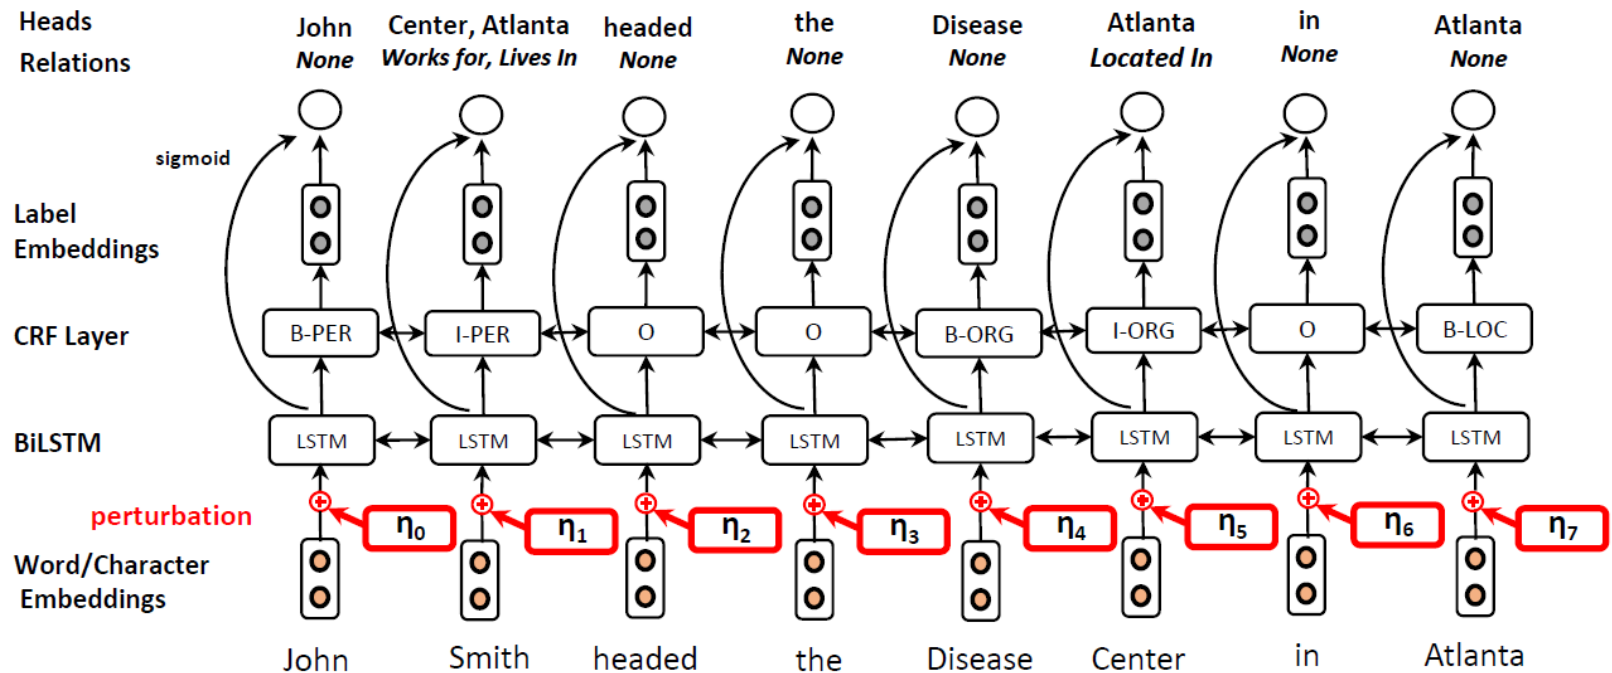 Heads John Center, Atlanta headed the Disease Atlanta in Atlanta
Relations None Works for, Lives In None None None Located In None None
sigmoid
Label
Embeddings
CRF Layer B-PER I-PER O O B-ORG I-ORG O B-LOC
BiLSTM LSTM LSTM LSTM LSTM LSTM LSTM LSTM LSTM
perturbation η0 η1 η2 η3 η4 η5 η6 η7
Word/Character
Embeddings
John Smith headed the Disease Center in Atlanta